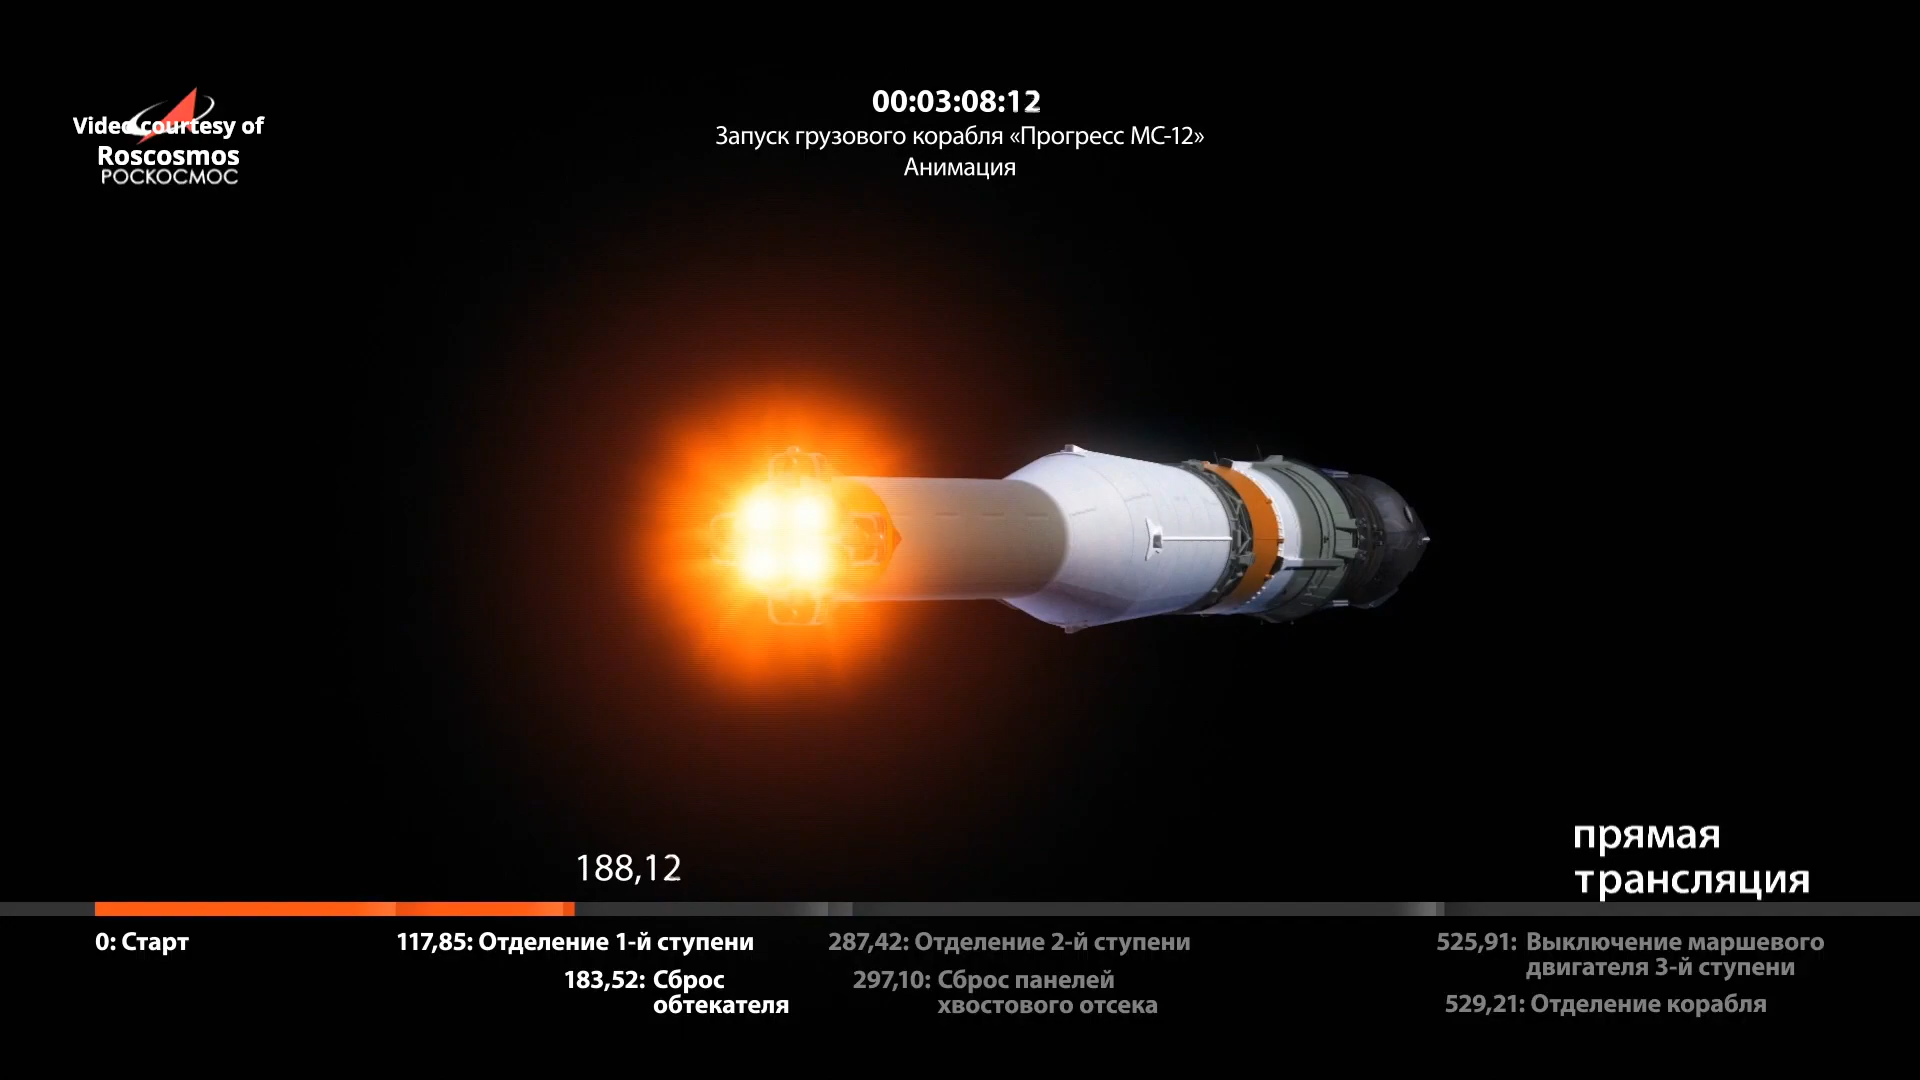 Video courtesy of
Roscosmos
РОСКОСМОС
00:03:08:12
Запуск грузового корабля «Прогресс МС-12»
Анимация
прямая
трансляция
188,12
0: Старт
117,85: Отделение 1-й ступени
183,52: Сброс
обтекателя
287,42: Отделение 2-й ступени
297,10: Сброс панелей
хвостового отсека
525,91: Выключение маршевого
двигателя 3-й ступени
529,21: Отделение корабля